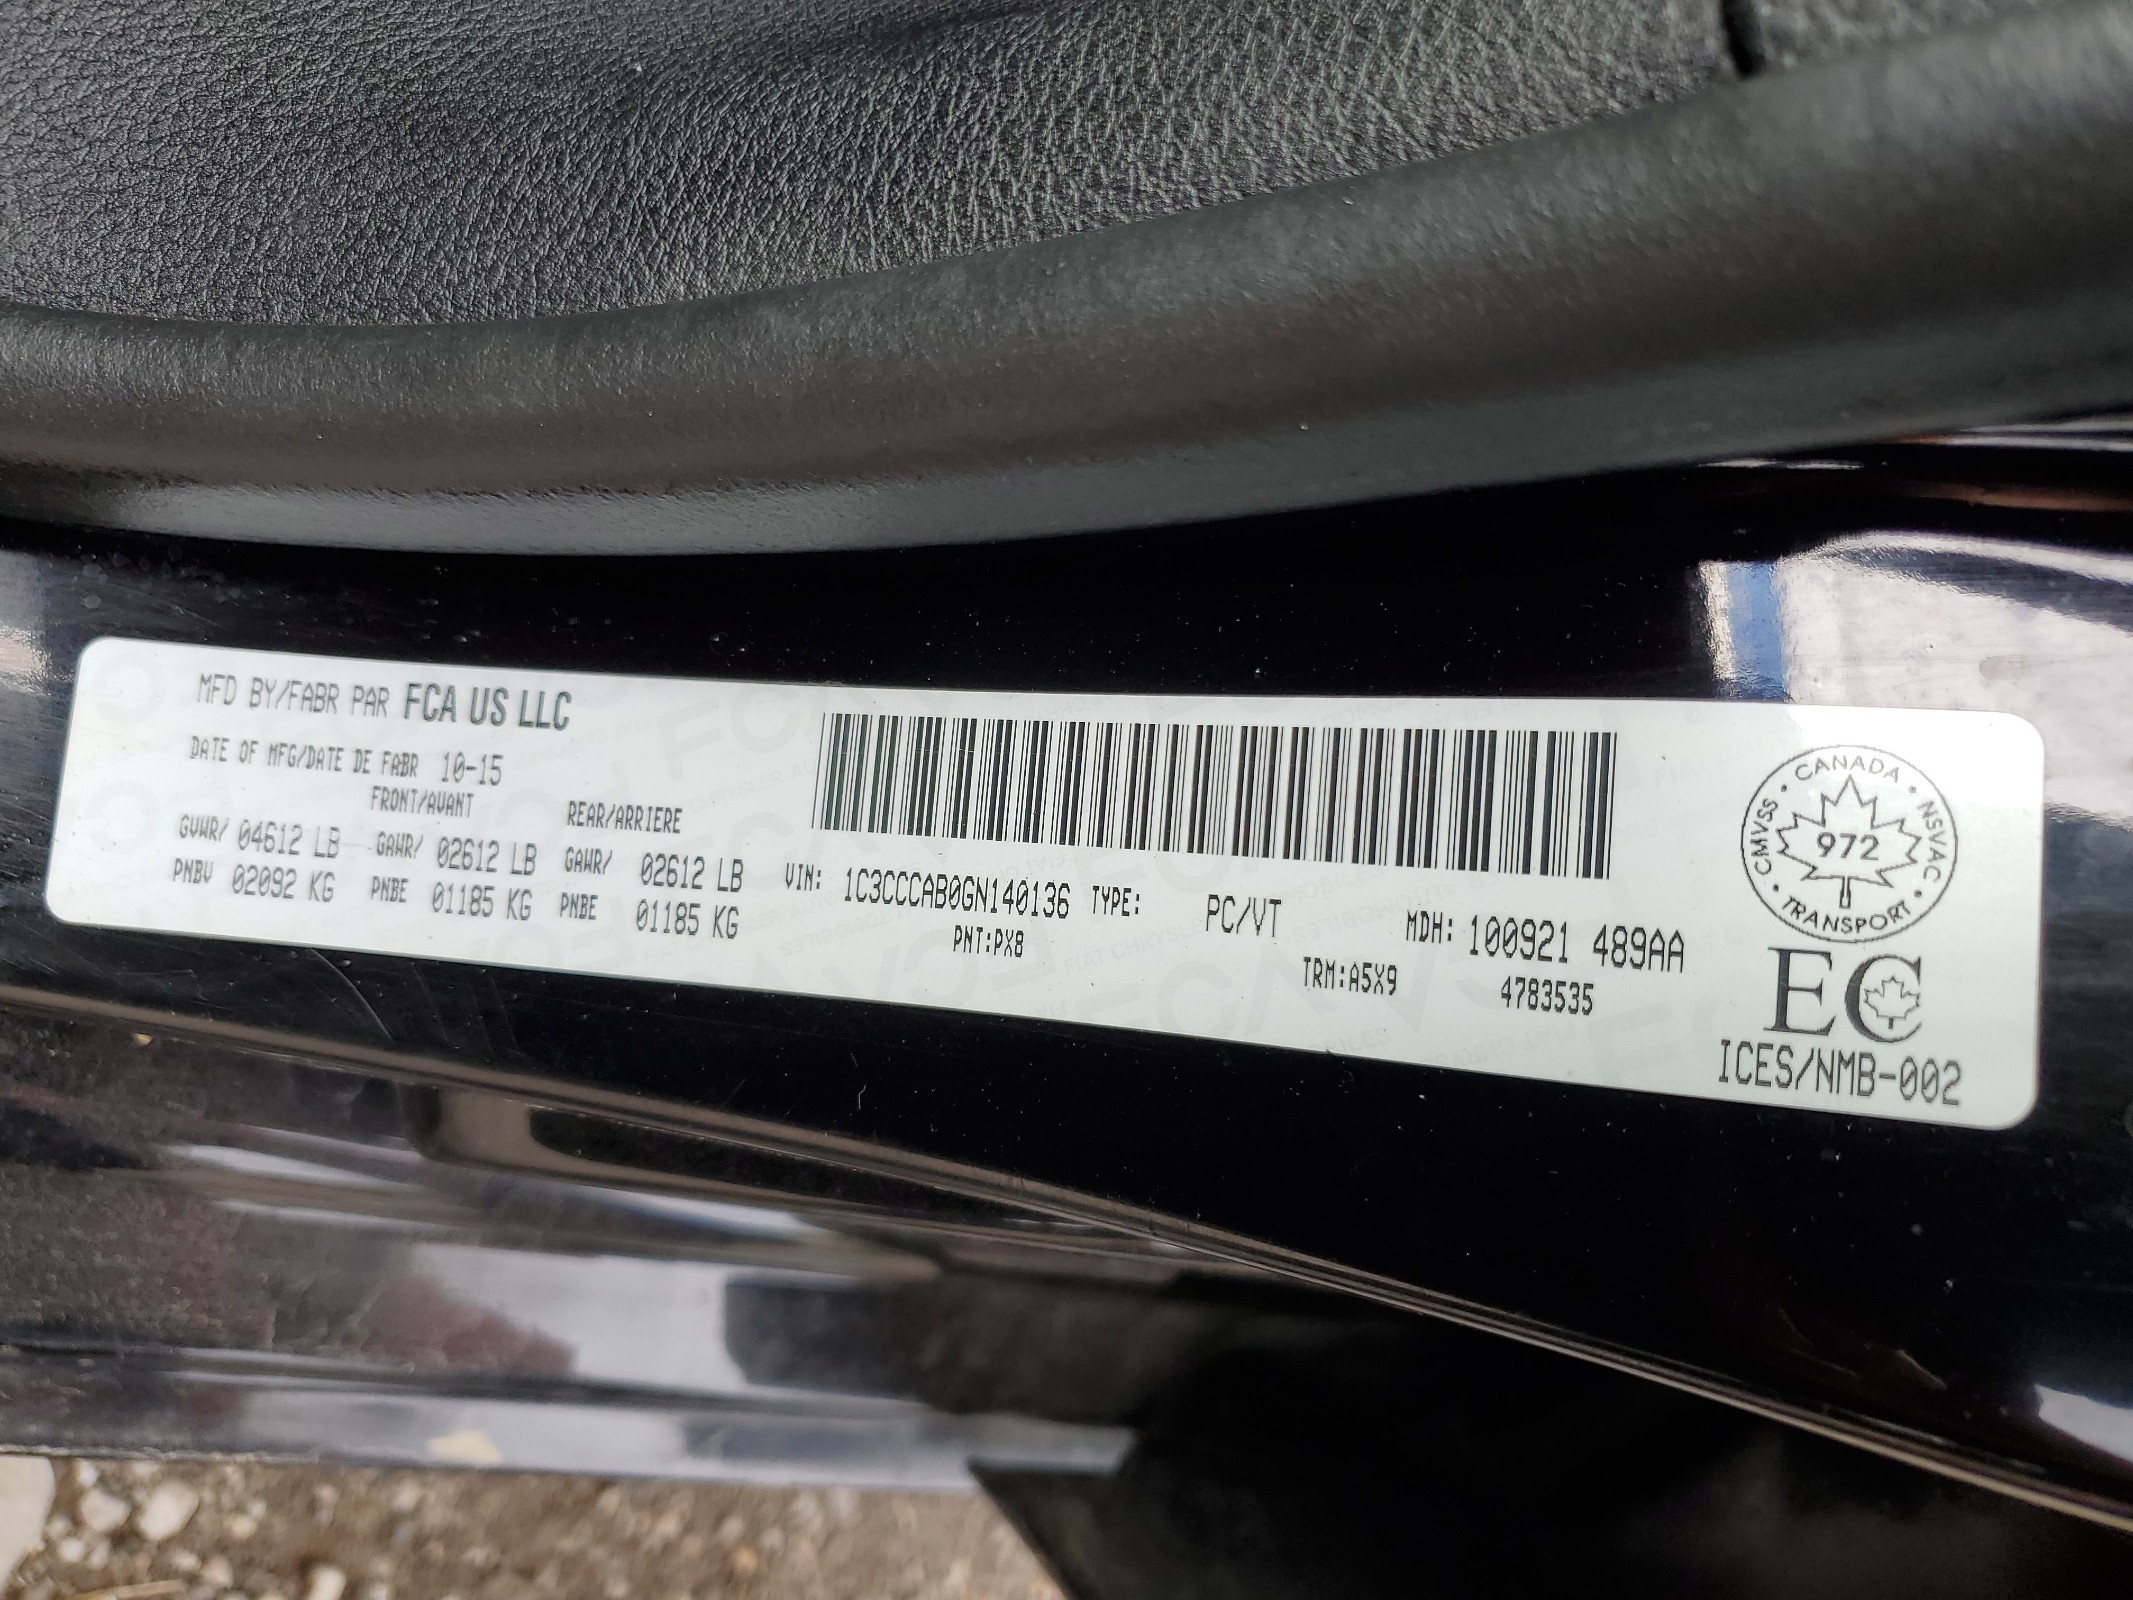 MFD BY/FABR PAR FCA US LLC
DATE OF MFG/DATE DE FABR 10-15
FRONT/AVANT REAR/ARRIERE
GVWR/ 04612 LB GAWR/ 02612 LB GAWR/ 02612 LB
PNBV 02092 KG PNBE 01185 KG PNBE 01185 KG
VIN: 1C3CCCAB0GN140136 TYPE: PC/VT MDH: 100921 489AA
PNT:PX8 TRM:A5X9 4783535
CANADA
CMVSS 972 NSVAC
TRANSPORT
EC
ICES/NMB-002